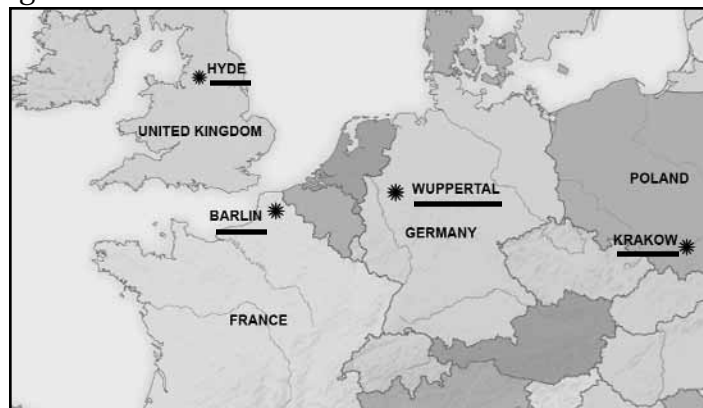 HYDE
UNITED KINGDOM
WUPPERTAL
POLAND
BARLIN
GERMANY
KRAKOW
FRANCE